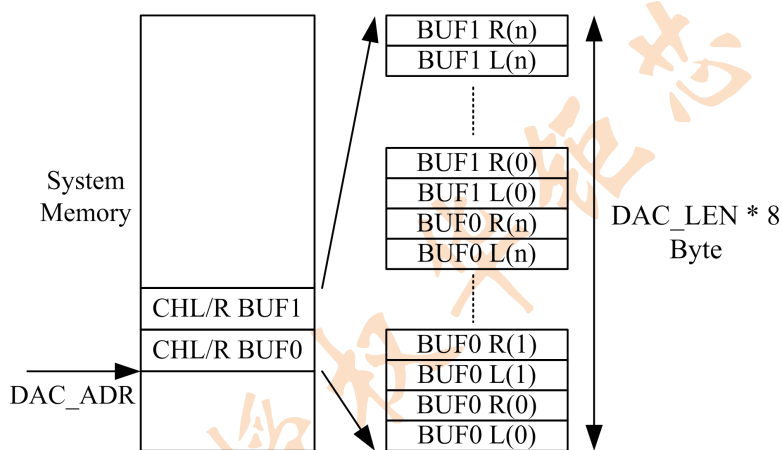 System
Memory
CHL/R BUF1
CHL/R BUF0
DAC_ADR
BUF1 R(n)
BUF1 L(n)
BUF1 R(0)
BUF1 L(0)
BUF0 R(n)
BUF0 L(n)
BUF0 R(1)
BUF0 L(1)
BUF0 R(0)
BUF0 L(0)
DAC_LEN * 8
Byte